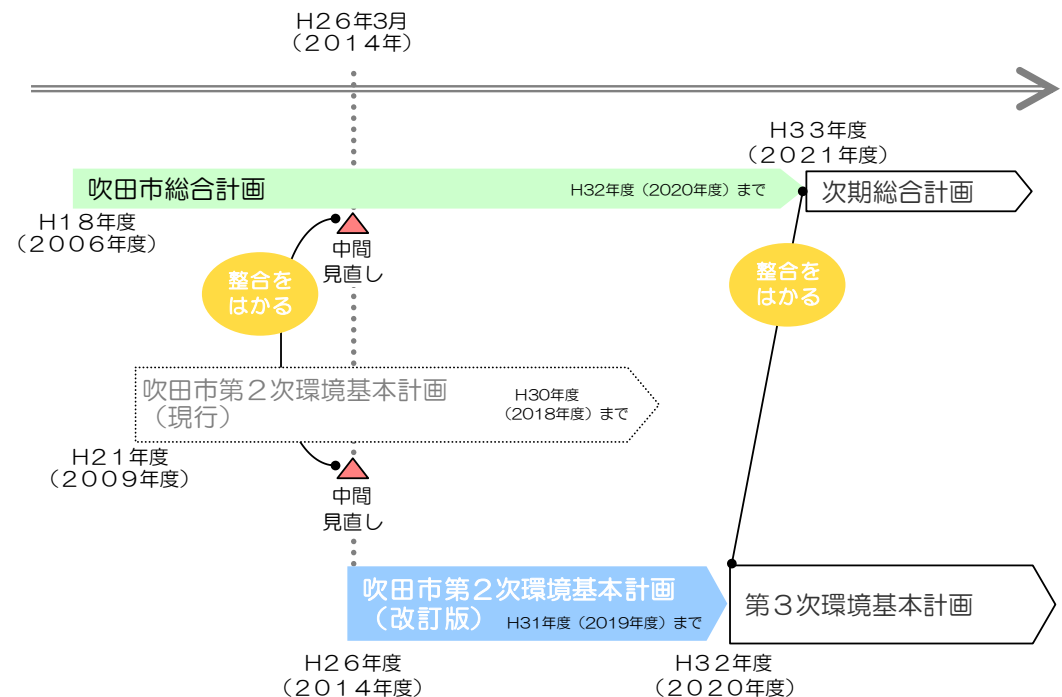 H26年3月
(2014年)
H33年度
(2021年度)
吹田市総合計画
H32年度(2020年度)まで
次期総合計画
H18年度
(2006年度)
中間
見直し
整合を
はかる
整合を
はかる
吹田市第2次環境基本計画
(現行)
H30年度
(2018年度)まで
H21年度
(2009年度)
中間
見直し
吹田市第2次環境基本計画
(改訂版)
H31年度(2019年度)まで
第3次環境基本計画
H26年度
(2014年度)
H32年度
(2020年度)